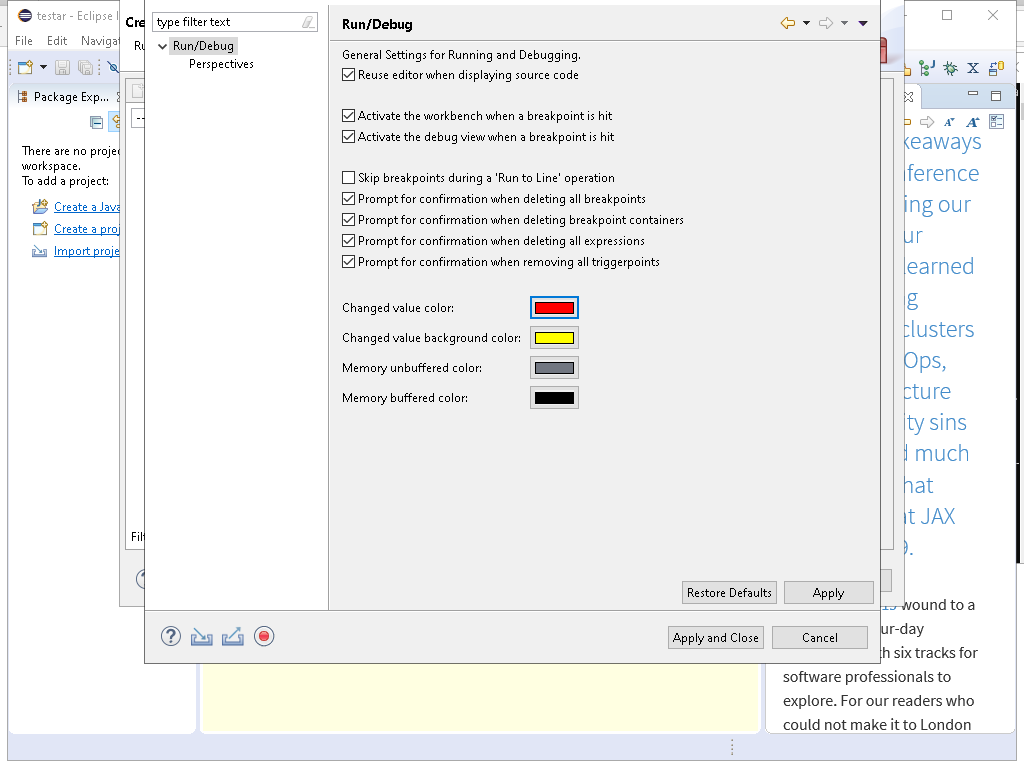 testar - Eclipse I
File Edit Navigat
Package Exp...
There are no proje
workspace.
To add a project:
Create a Java
Create a proj
Import proje
Cre
Ru
--
Filt
type filter text
Run/Debug
Perspectives
Run/Debug
General Settings for Running and Debugging.
Reuse editor when displaying source code
Activate the workbench when a breakpoint is hit
Activate the debug view when a breakpoint is hit
Skip breakpoints during a 'Run to Line' operation
Prompt for confirmation when deleting all breakpoints
Prompt for confirmation when deleting breakpoint containers
Prompt for confirmation when deleting all expressions
Prompt for confirmation when removing all triggerpoints
Changed value color:
Changed value background color:
Memory unbuffered color:
Memory buffered color:
Restore Defaults Apply
Apply and Close Cancel
keaways
ference
ing our
ur
learned
g
clusters
Ops,
cture
ity sins
d much
hat
at JAX
9.
wound to a
ur-day
h six tracks for
software professionals to
explore. For our readers who
could not make it to London